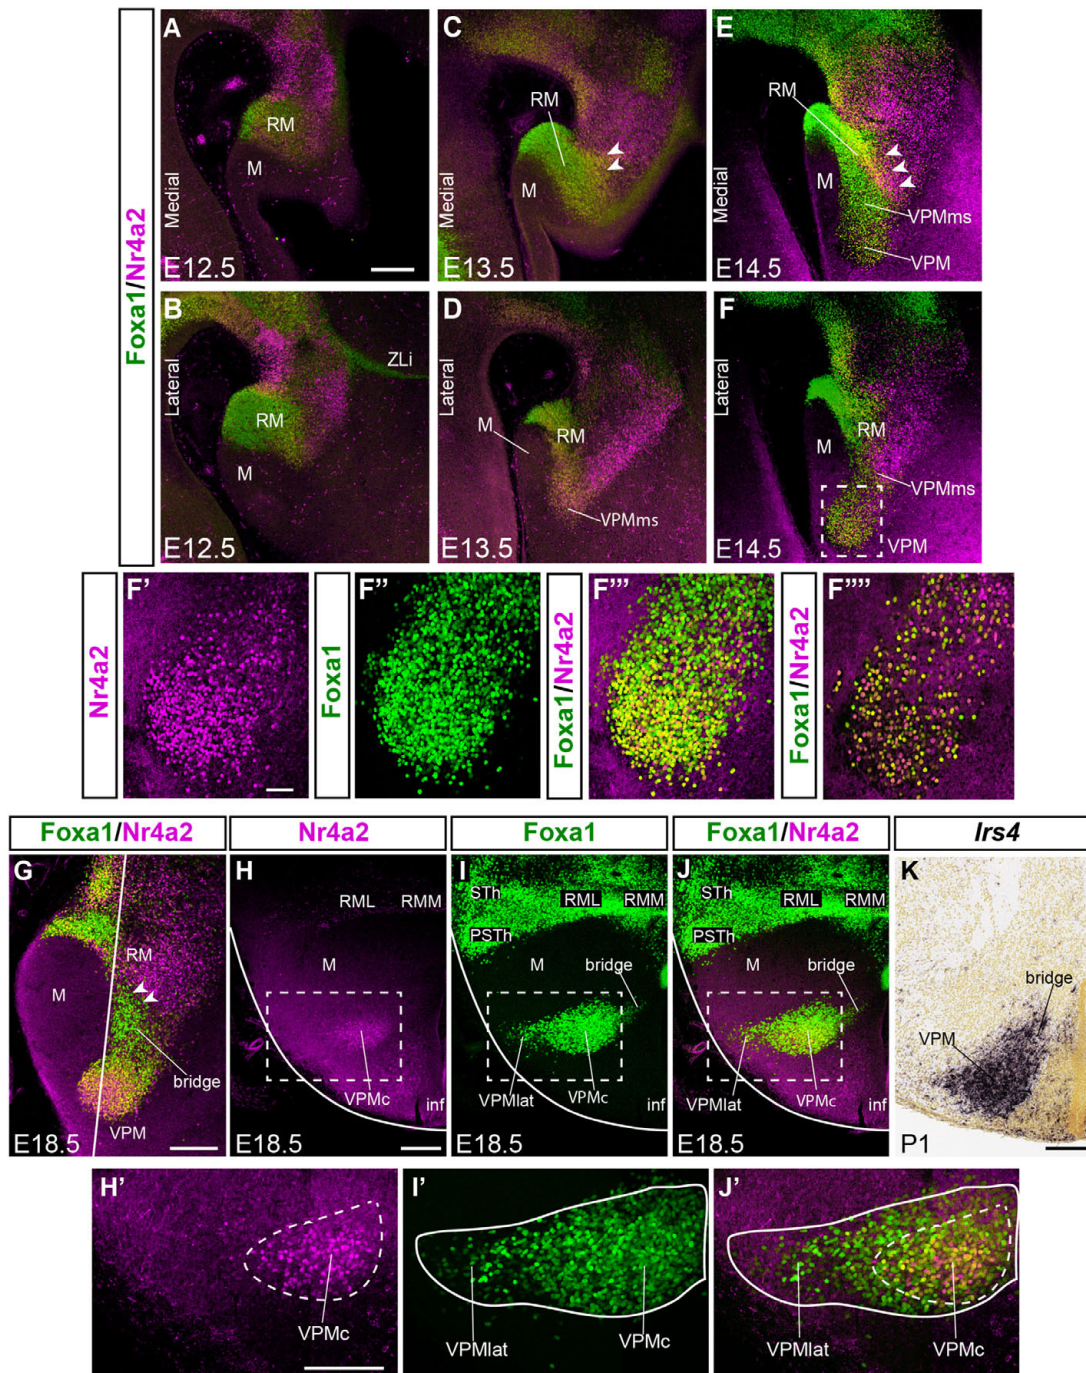 Foxa1/Nr4a2
A
RM
M
Medial
E12.5
C
RM
M
Medial
E13.5
E
RM
M
VPMms
VPM
Medial
E14.5
B
ZLi
RM
M
Lateral
E12.5
D
M
RM
VPMms
Lateral
E13.5
F
M
RM
VPMms
VPM
Lateral
E14.5
Nr4a2
F'
Foxa1
F''
Foxa1/Nr4a2
F'''
Foxa1/Nr4a2
F''''
Foxa1/Nr4a2
G
RM
M
bridge
VPM
E18.5
Nr4a2
H
RML
RMM
M
VPMc
inf
E18.5
Foxa1
I
STh
RML
RMM
PSTh
M
bridge
VPMlat
VPMc
inf
E18.5
Foxa1/Nr4a2
J
STh
RML
RMM
PSTh
M
bridge
VPMlat
VPMc
inf
E18.5
Irs4
K
bridge
VPM
P1
H'
VPMc
I'
VPMlat
VPMc
J'
VPMlat
VPMc